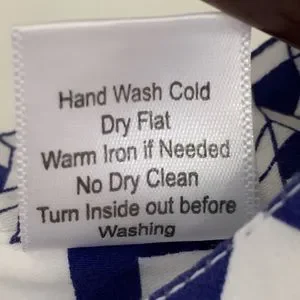 Hand Wash Cold
Dry Flat
Warm Iron if Needed
No Dry Clean
Turn Inside out before
Washing